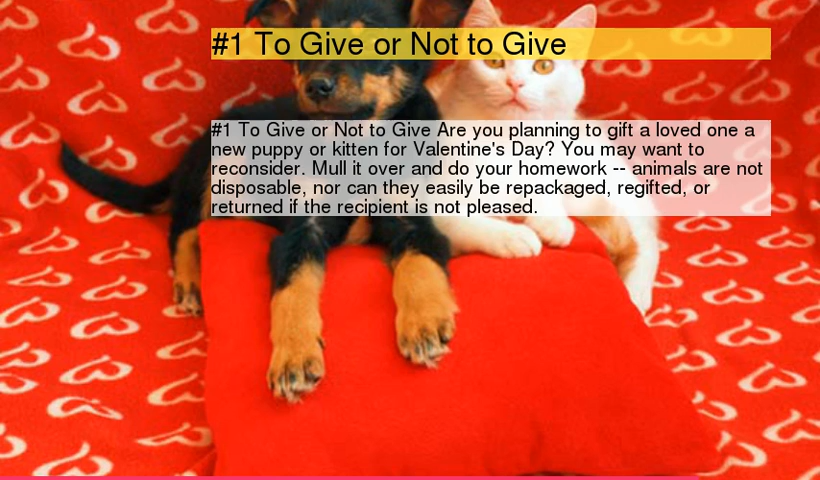 #1 To Give or Not to Give
#1 To Give or Not to Give Are you planning to gift a loved one a
new puppy or kitten for Valentine's Day? You may want to
reconsider. Mull it over and do your homework -- animals are not
disposable, nor can they easily be repackaged, regifted, or
returned if the recipient is not pleased.